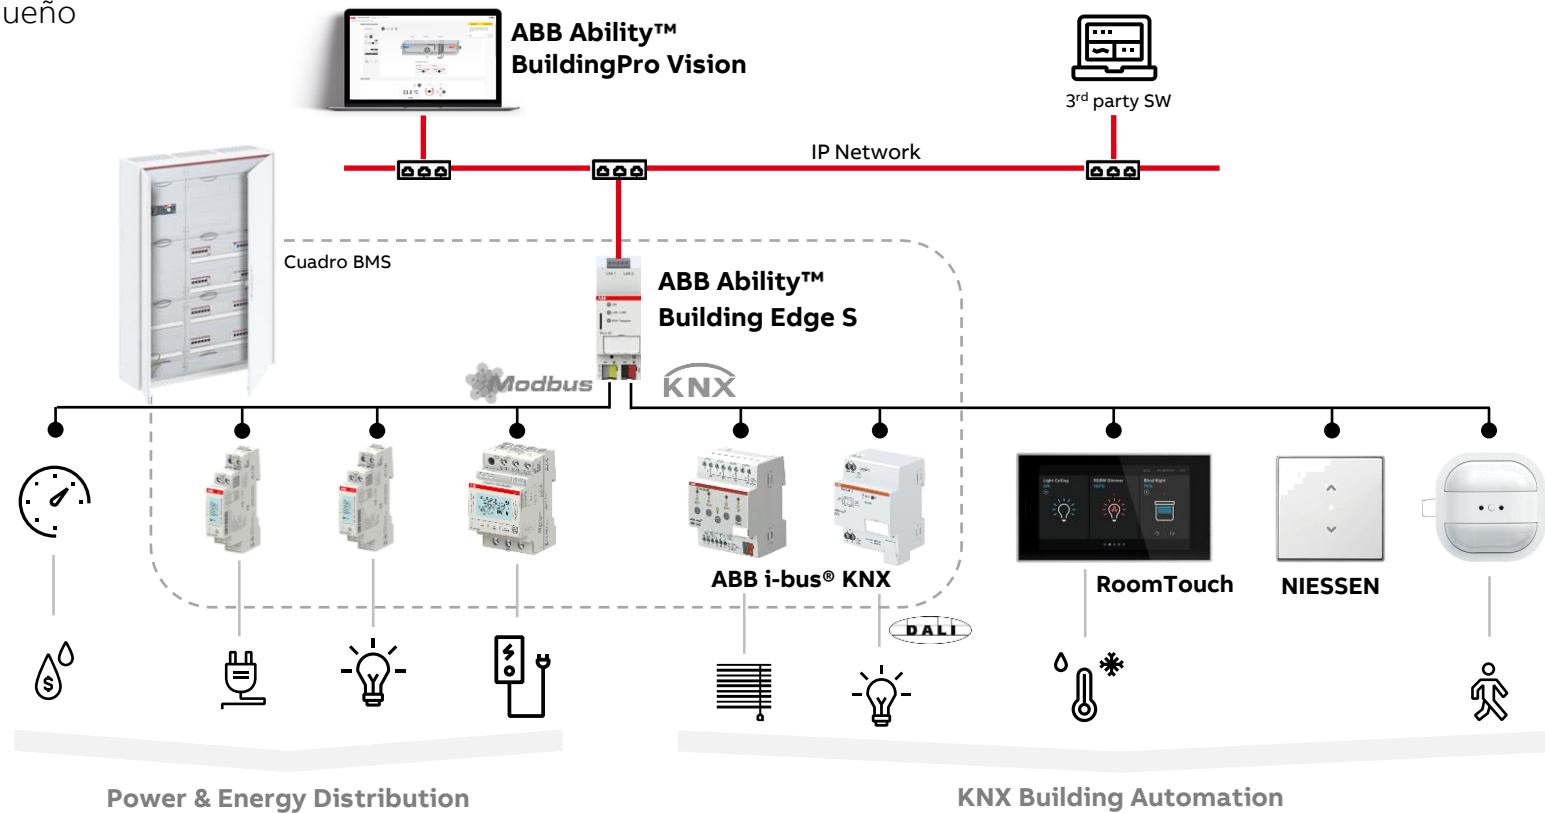 ueño
ABB Ability™
BuildingPro Vision
3rd party SW
IP Network
Cuadro BMS
ABB Ability™
Building Edge S
Modbus
KNX
ABB i-bus® KNX
RoomTouch
NIESSEN
DALI
Power & Energy Distribution
KNX Building Automation